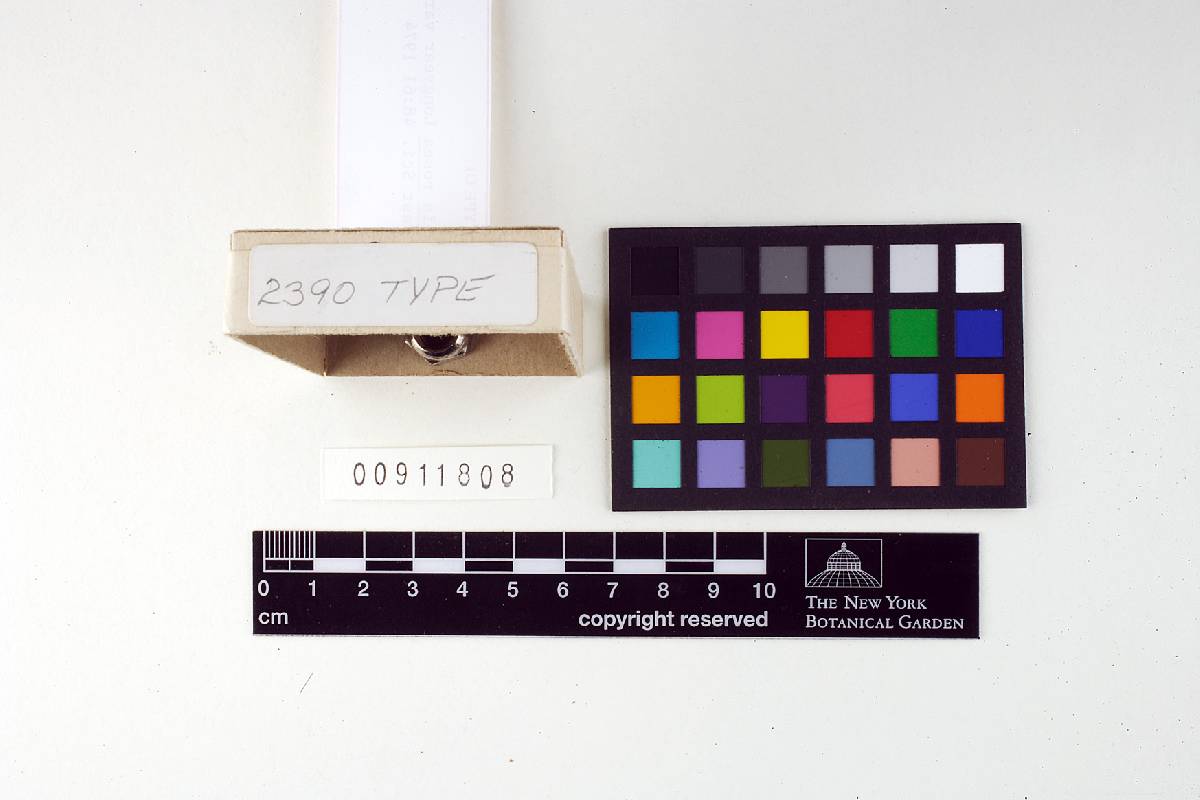 2390 TYPE
00911808
0 1 2 3 4 5 6 7 8 9 10
cm
copyright reserved
THE NEW YORK
BOTANICAL GARDEN